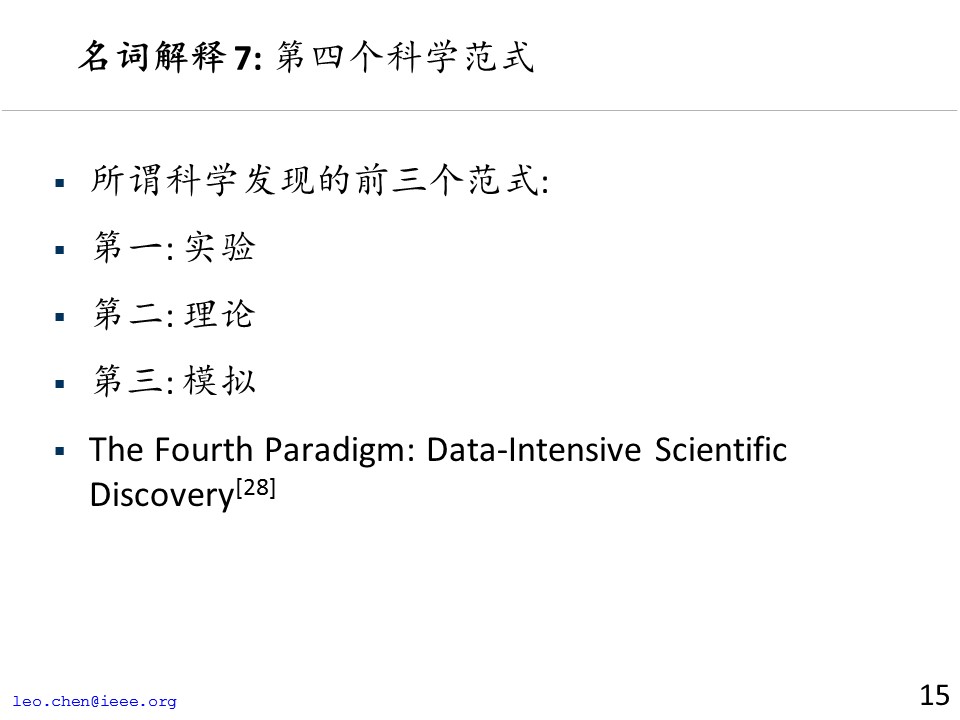 名词解释 7: 第四个科学范式
▪ 所谓科学发现的前三个范式:
▪ 第一: 实验
▪ 第二: 理论
▪ 第三: 模拟
▪ The Fourth Paradigm: Data-Intensive Scientific
Discovery[28]
leo.chen@ieee.org
15